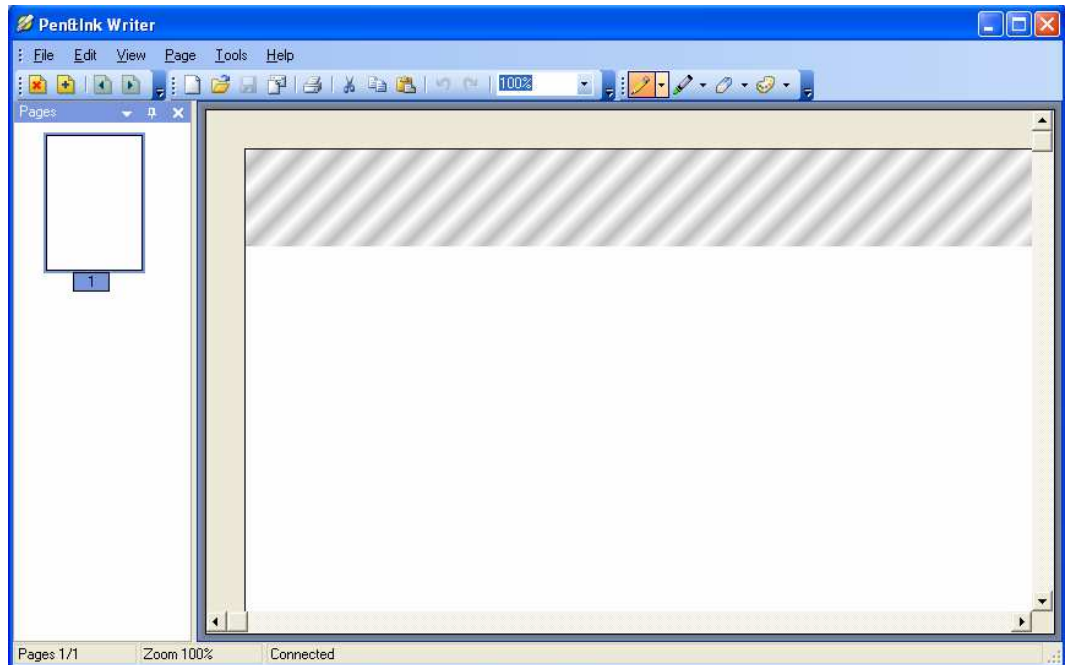 Pen&Ink Writer
File Edit View Page Tools Help
100%
Pages
1
Pages 1/1 Zoom 100% Connected